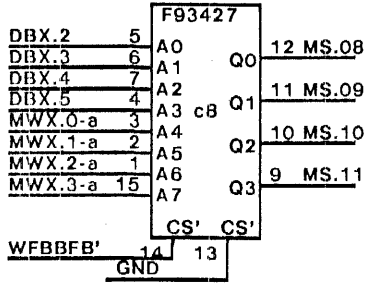 F93427
DBX.2 5 A0
DBX.3 6 A1
DBX.4 7 A2
DBX.5 4 A3
MWX.0-a 3 A4
MWX.1-a 2 A5
MWX.2-a 1 A6
MWX.3-a 15 A7
c8
Q0 12 MS.08
Q1 11 MS.09
Q2 10 MS.10
Q3 9 MS.11
CS' CS'
WFBBFB' 14 13
GND